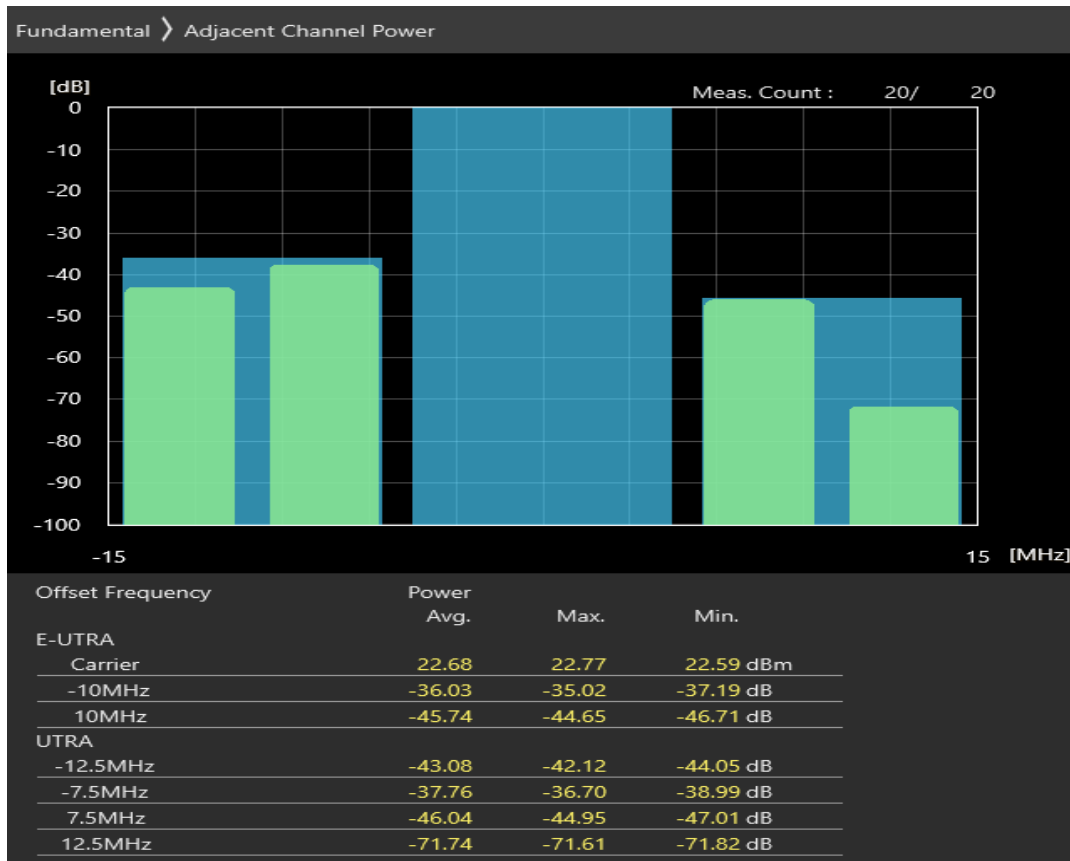 Fundamental ❯ Adjacent Channel Power
[dB]
Meas. Count : 20/ 20
0
-10
-20
-30
-40
-50
-60
-70
-80
-90
-100
-15 15 [MHz]
Offset Frequency Power
Avg. Max. Min.
E-UTRA
Carrier 22.68 22.77 22.59 dBm
-10MHz -36.03 -35.02 -37.19 dB
10MHz -45.74 -44.65 -46.71 dB
UTRA
-12.5MHz -43.08 -42.12 -44.05 dB
-7.5MHz -37.76 -36.70 -38.99 dB
7.5MHz -46.04 -44.95 -47.01 dB
12.5MHz -71.74 -71.61 -71.82 dB